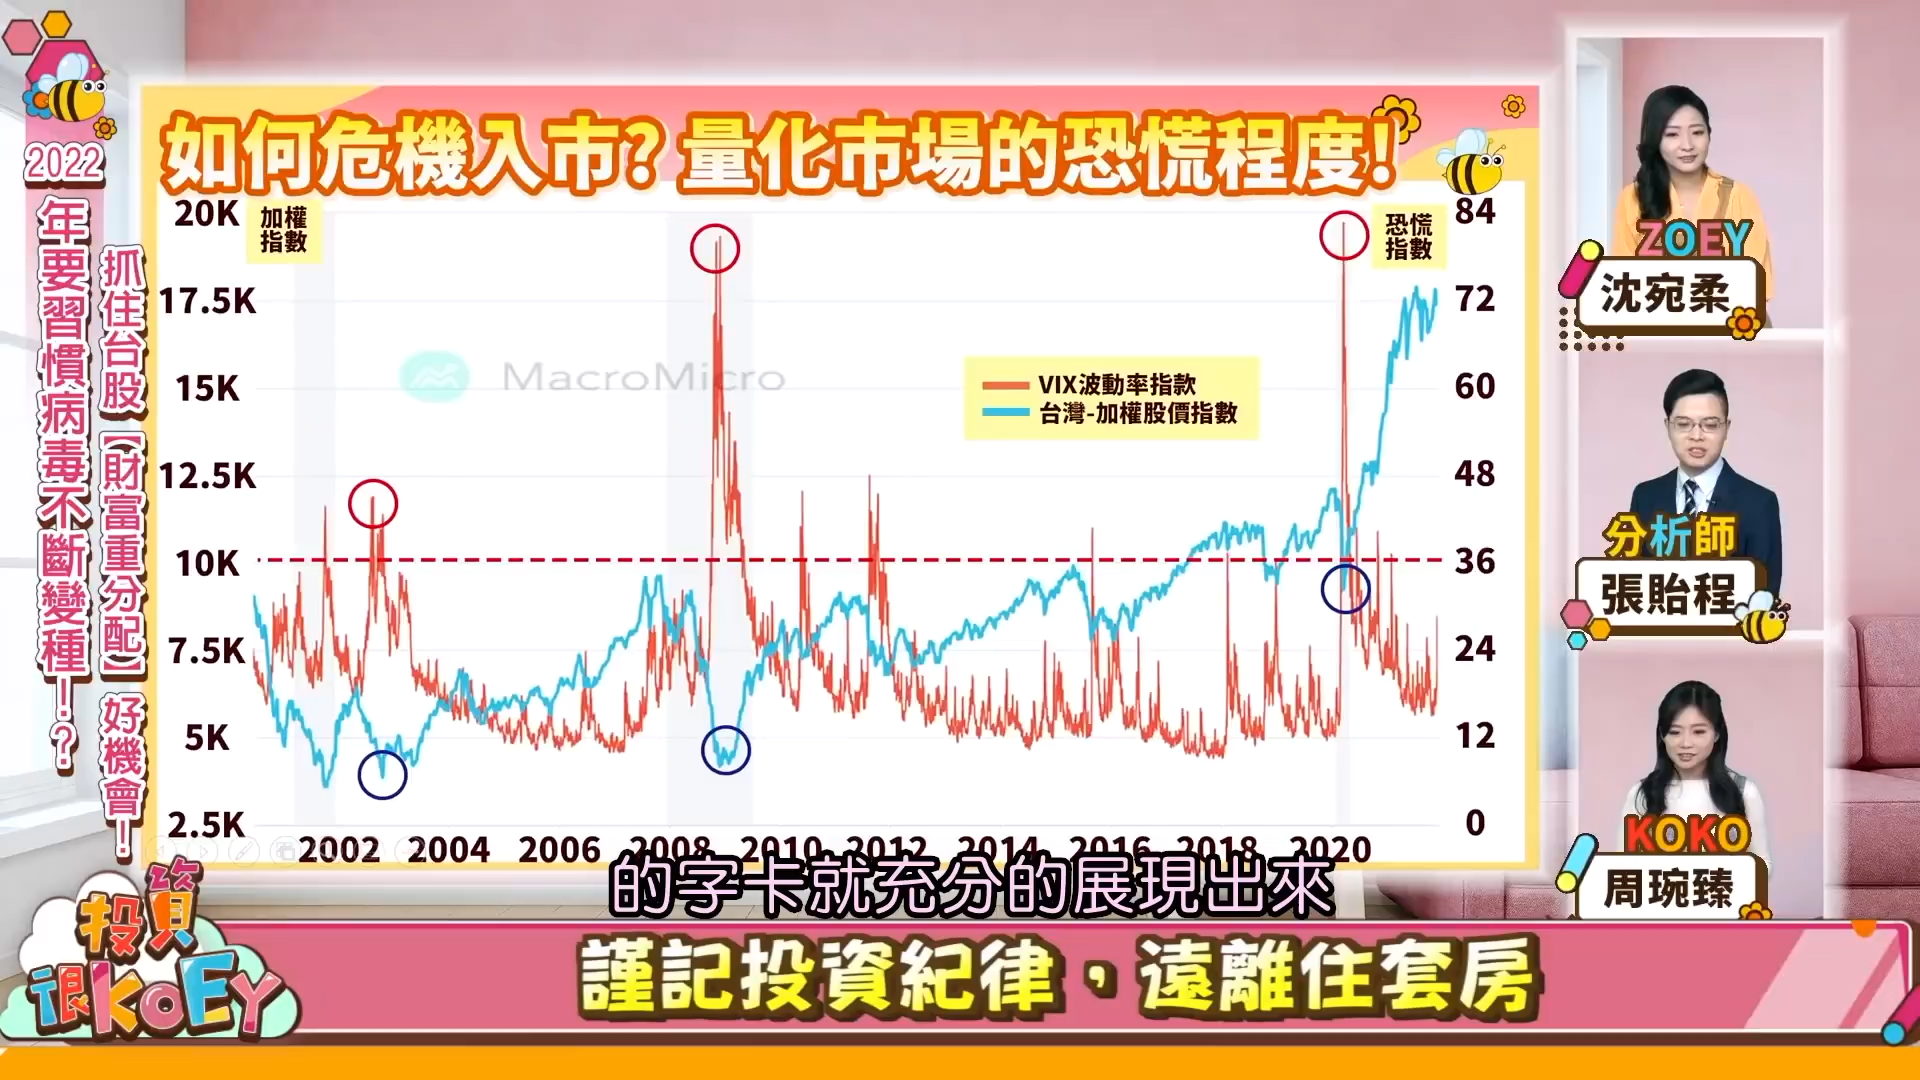 如何危機入市? 量化市場的恐慌程度!
2022
年要習慣病毒不斷變種!?
抓住台股【財富重分配】好機會!
加權
指數
恐慌
指數
20K
17.5K
15K
12.5K
10K
7.5K
5K
2.5K
84
72
60
48
36
24
12
0
MacroMicro
VIX波動率指款
台灣-加權股價指數
2002 2004 2006 2008 2010 2012 2014 2016 2018 2020
ZOEY
沈宛柔
分析師
張貽程
KOKO
周琬臻
的字卡就充分的展現出來
投資
很KOEY
謹記投資紀律，遠離住套房